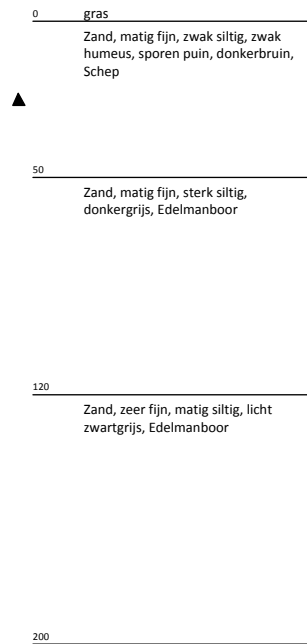 0 gras
Zand, matig fijn, zwak siltig, zwak
humeus, sporen puin, donkerbruin,
Schep
50
Zand, matig fijn, sterk siltig,
donkergrijs, Edelmanboor
120
Zand, zeer fijn, matig siltig, licht
zwartgrijs, Edelmanboor
200